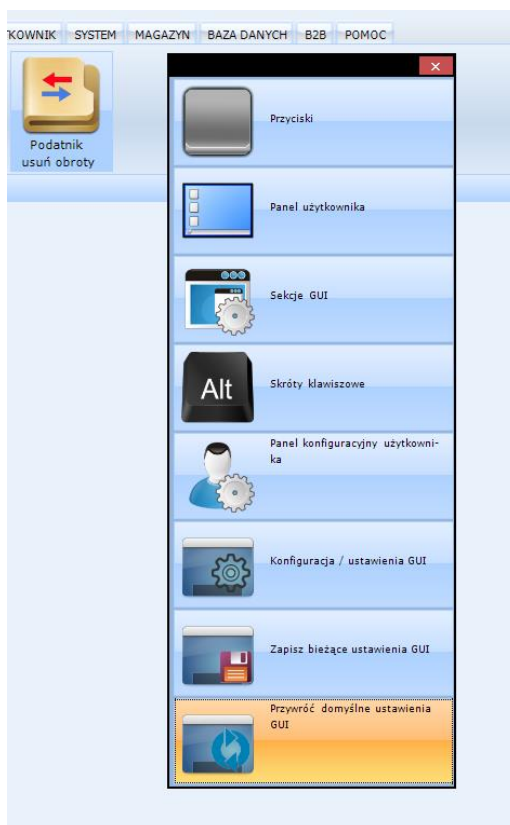 KOWNIK SYSTEM MAGAZYN BAZA DANYCH B2B POMOC
Podatnik
usuń obroty
Przyciski
Panel użytkownika
Sekcje GUI
Alt
Skróty klawiszowe
Panel konfiguracyjny użytkowni-
ka
Konfiguracja / ustawienia GUI
Zapisz bieżące ustawienia GUI
Przywróć domyślne ustawienia
GUI